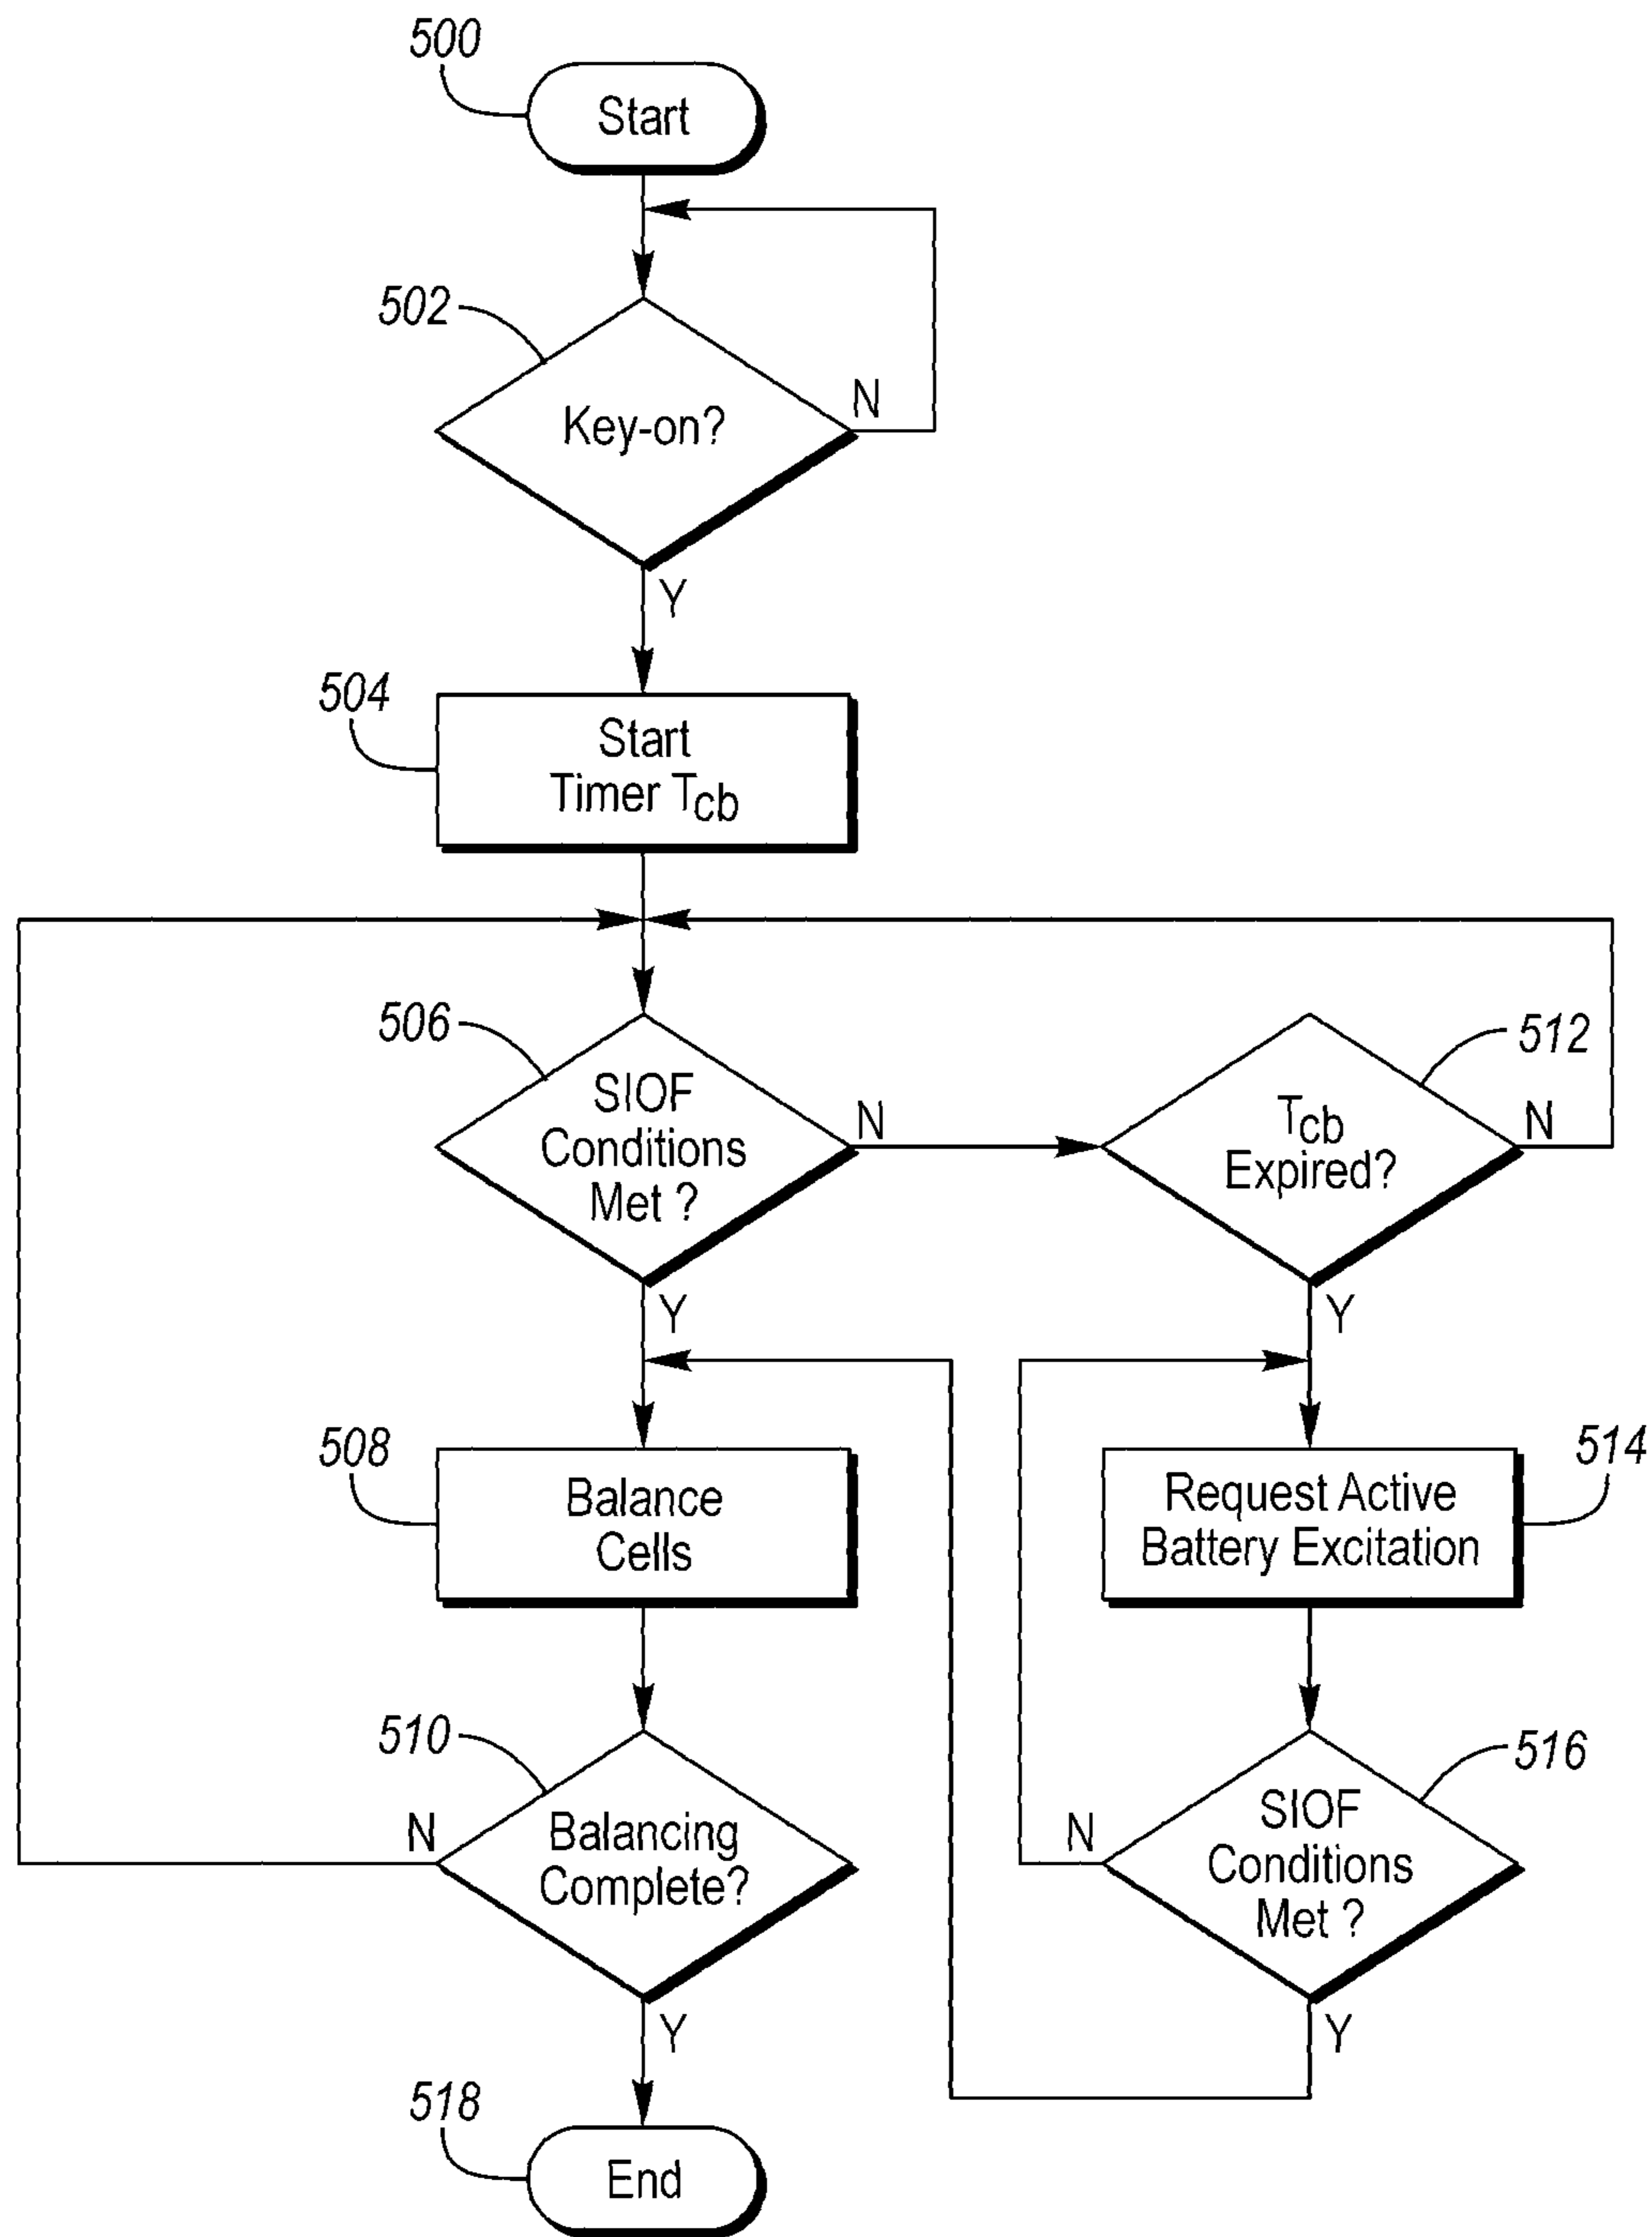 500
Start
502
Key-on?
N
Y
504
Start
Timer Tcb
506
SIOF
Conditions
Met ?
N
Y
512
Tcb
Expired?
N
Y
508
Balance
Cells
514
Request Active
Battery Excitation
510
N
Balancing
Complete?
Y
516
N
SIOF
Conditions
Met ?
Y
518
End